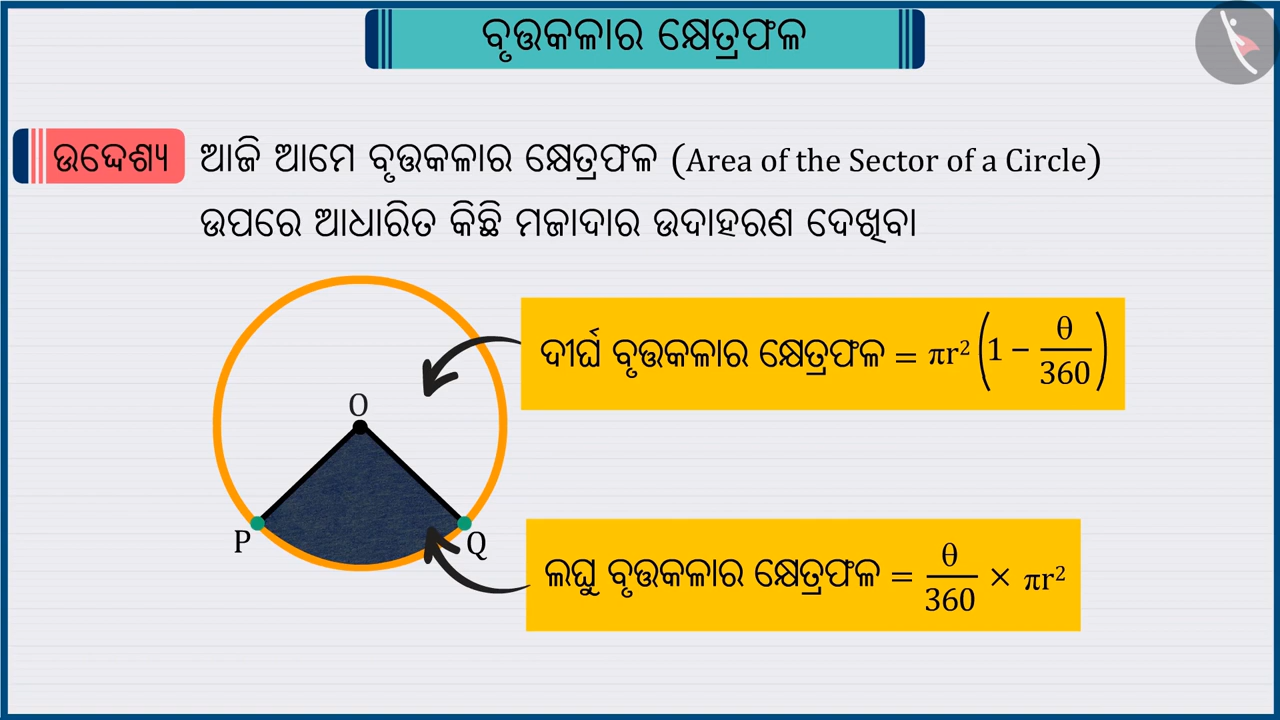 ବୃତ୍ତକଳାର କ୍ଷେତ୍ରଫଳ
ଉଦ୍ଦେଶ୍ୟ
ଆଜି ଆମେ ବୃତ୍ତକଳାର କ୍ଷେତ୍ରଫଳ (Area of the Sector of a Circle)
ଉପରେ ଆଧାରିତ କିଛି ମଜାଦାର ଉଦାହରଣ ଦେଖିବା
ଦୀର୍ଘ ବୃତ୍ତକଳାର କ୍ଷେତ୍ରଫଳ = πr² (1 − θ/360)
O
P
Q
ଲଘୁ ବୃତ୍ତକଳାର କ୍ଷେତ୍ରଫଳ = θ/360 × πr²